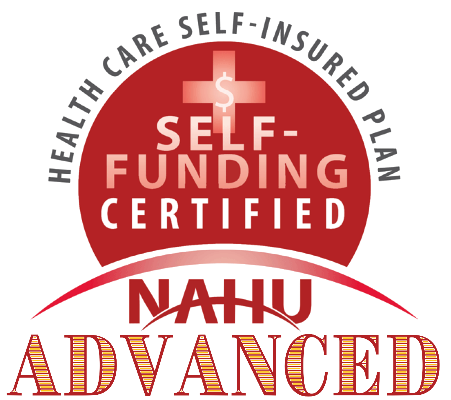 HEALTH CARE SELF-INSURED PLAN
$
SELF-
FUNDING
CERTIFIED
NAHU
ADVANCED